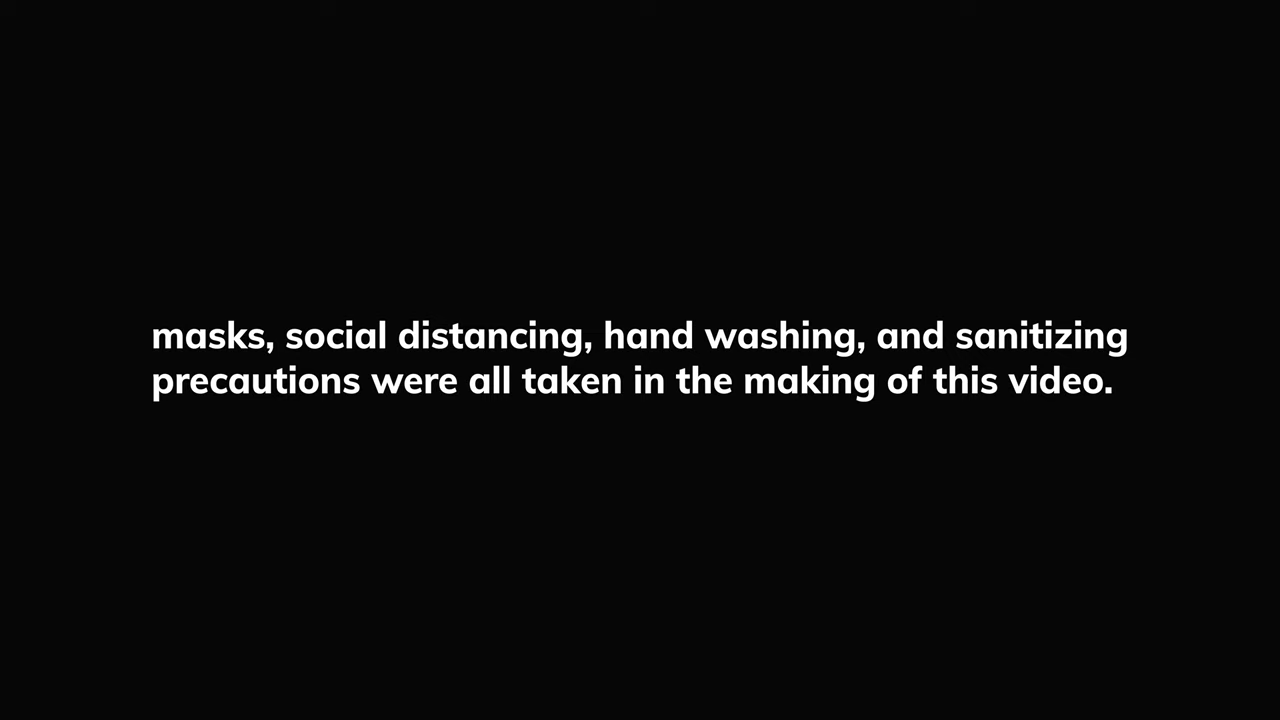 masks, social distancing, hand washing, and sanitizing
precautions were all taken in the making of this video.